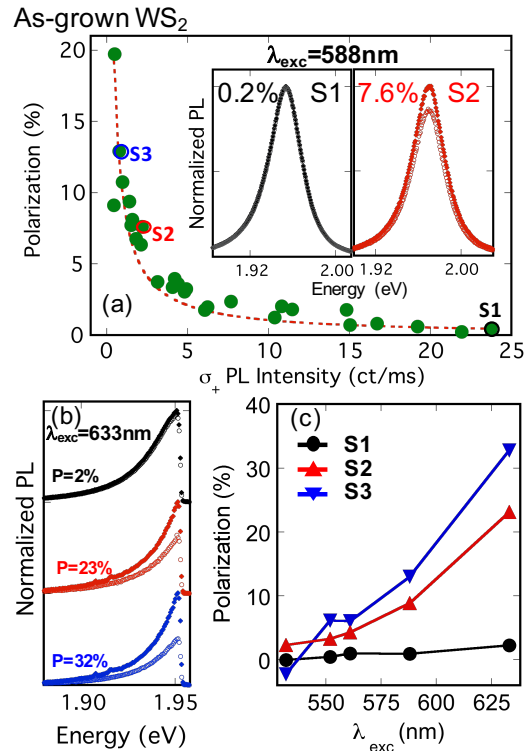 As-grown WS2
Polarization (%)
20
15
10
5
0
0
5
10
15
20
25
σ+ PL Intensity (ct/ms)
(a)
S3
S2
S1
λexc=588nm
Normalized PL
0.2%
S1
7.6%
S2
1.92
2.00
1.92
2.00
Energy (eV)
(b)
λexc=633nm
P=2%
P=23%
P=32%
Normalized PL
1.90
1.95
Energy (eV)
(c)
S1
S2
S3
Polarization (%)
40
30
20
10
0
550
575
600
625
λexc (nm)